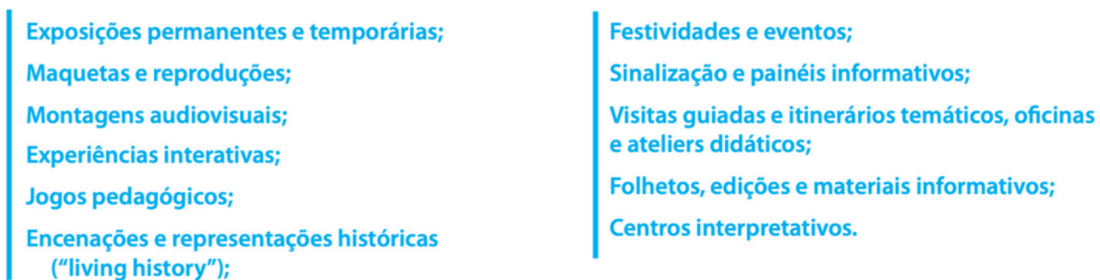 Exposições permanentes e temporárias;
Maquetas e reproduções;
Montagens audiovisuais;
Experiências interativas;
Jogos pedagógicos;
Encenações e representações históricas
(“living history”);
Festividades e eventos;
Sinalização e painéis informativos;
Visitas guiadas e itinerários temáticos, oficinas
e ateliers didáticos;
Folhetos, edições e materiais informativos;
Centros interpretativos.